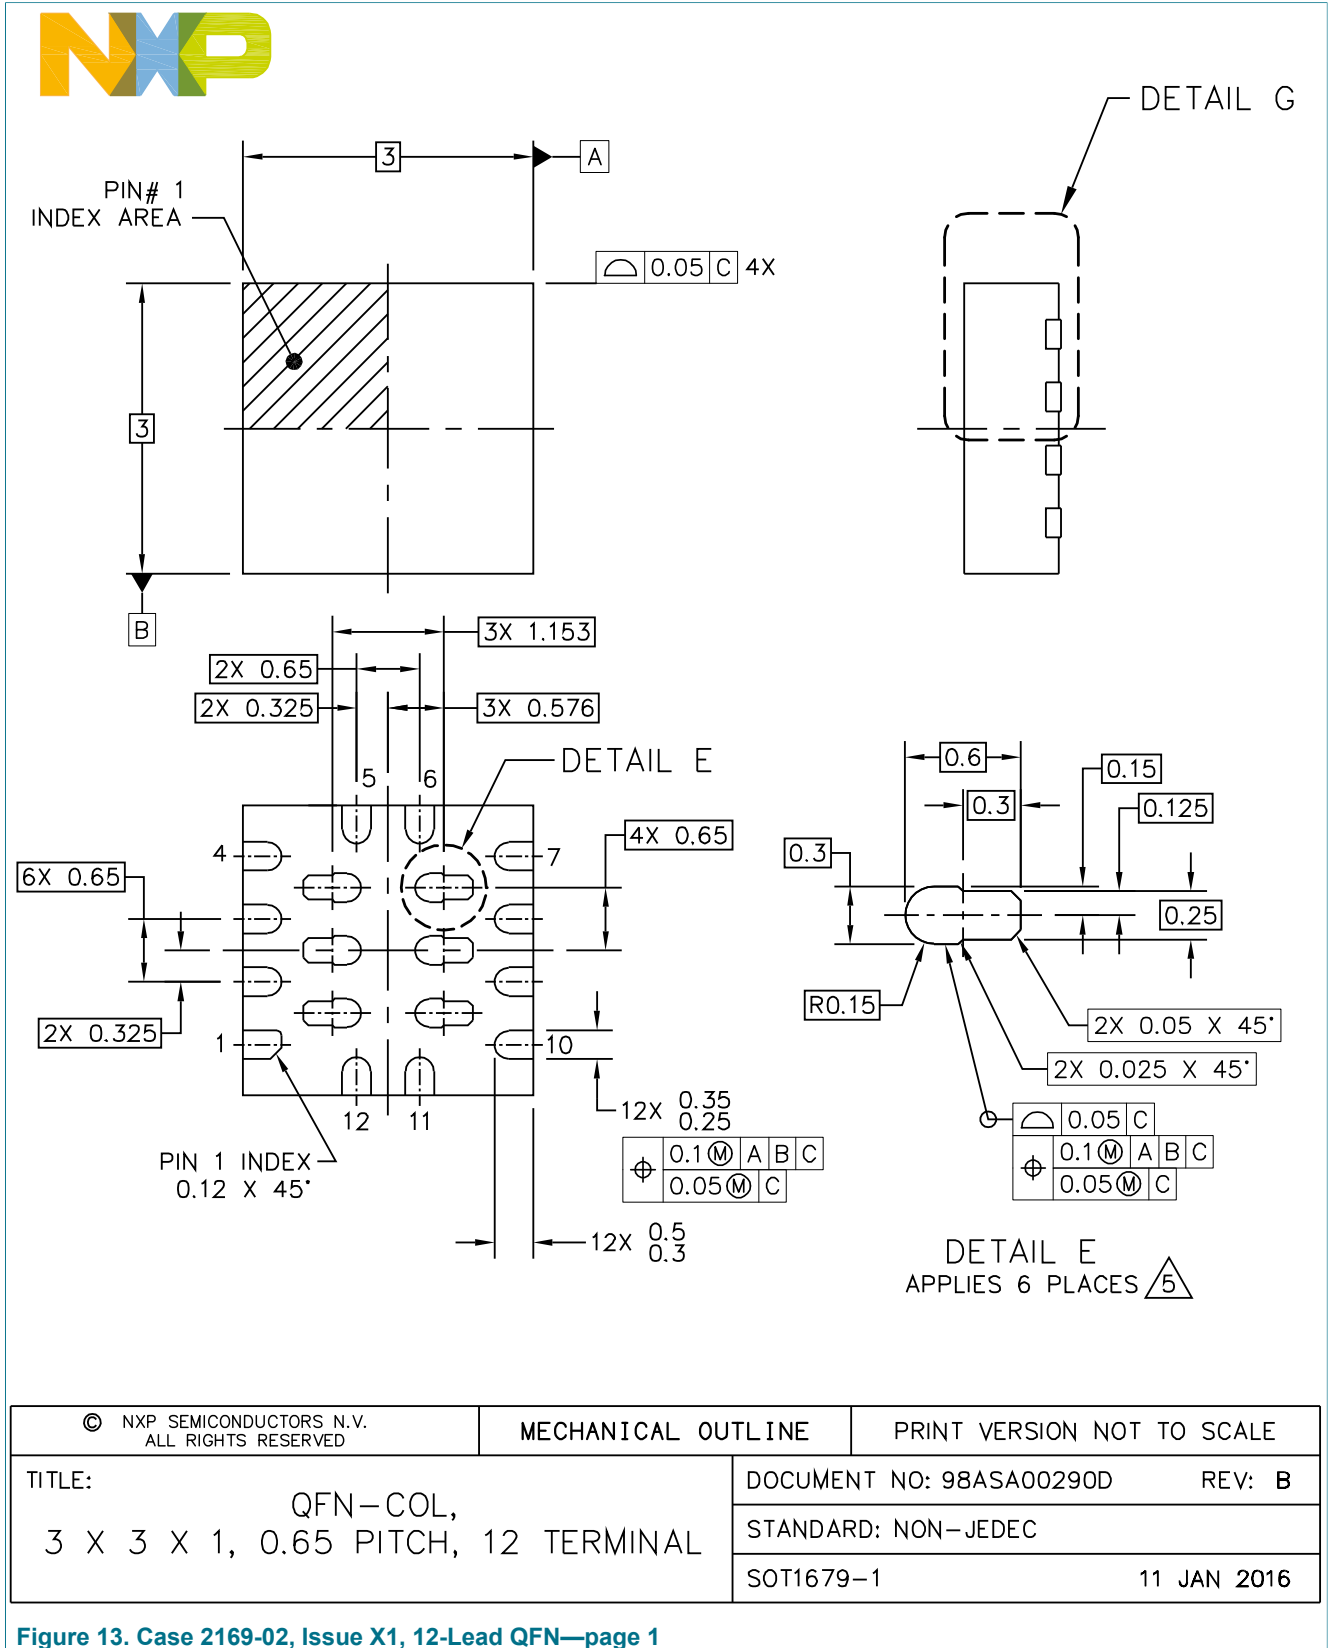 NXP
DETAIL G
3
A
PIN# 1
INDEX AREA
0.05 C 4X
3
B
3X 1.153
2X 0.65
2X 0.325
3X 0.576
DETAIL E
5
6
4
7
4X 0.65
6X 0.65
2X 0.325
1
10
12
11
12X 0.35
0.25
PIN 1 INDEX
0.12 X 45°
0.1 Ⓜ A B C
0.05 Ⓜ C
12X 0.5
0.3
0.6
0.15
0.3
0.125
0.3
0.25
R0.15
2X 0.05 X 45°
2X 0.025 X 45°
0.05 C
0.1 Ⓜ A B C
0.05 Ⓜ C
DETAIL E
APPLIES 6 PLACES 5
© NXP SEMICONDUCTORS N.V.
ALL RIGHTS RESERVED
MECHANICAL OUTLINE
PRINT VERSION NOT TO SCALE
TITLE:
QFN-COL,
3 X 3 X 1, 0.65 PITCH, 12 TERMINAL
DOCUMENT NO: 98ASA00290D REV: B
STANDARD: NON-JEDEC
SOT1679-1 11 JAN 2016
Figure 13. Case 2169-02, Issue X1, 12-Lead QFN—page 1